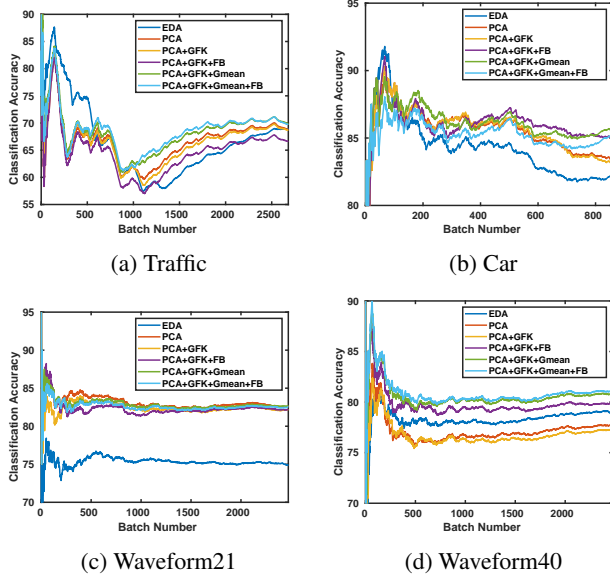 90
85
80
75
70
65
60
55
Classification Accuracy
EDA
PCA
PCA+GFK
PCA+GFK+FB
PCA+GFK+Gmean
PCA+GFK+Gmean+FB
0 500 1000 1500 2000 2500
Batch Number
(a) Traffic
95
90
85
80
Classification Accuracy
EDA
PCA
PCA+GFK
PCA+GFK+FB
PCA+GFK+Gmean
PCA+GFK+Gmean+FB
0 200 400 600 800
Batch Number
(b) Car
95
90
85
80
75
70
Classification Accuracy
EDA
PCA
PCA+GFK
PCA+GFK+FB
PCA+GFK+Gmean
PCA+GFK+Gmean+FB
0 500 1000 1500 2000
Batch Number
(c) Waveform21
90
80
70
Classification Accuracy
EDA
PCA
PCA+GFK
PCA+GFK+FB
PCA+GFK+Gmean
PCA+GFK+Gmean+FB
0 500 1000 1500 2000
Batch Number
(d) Waveform40